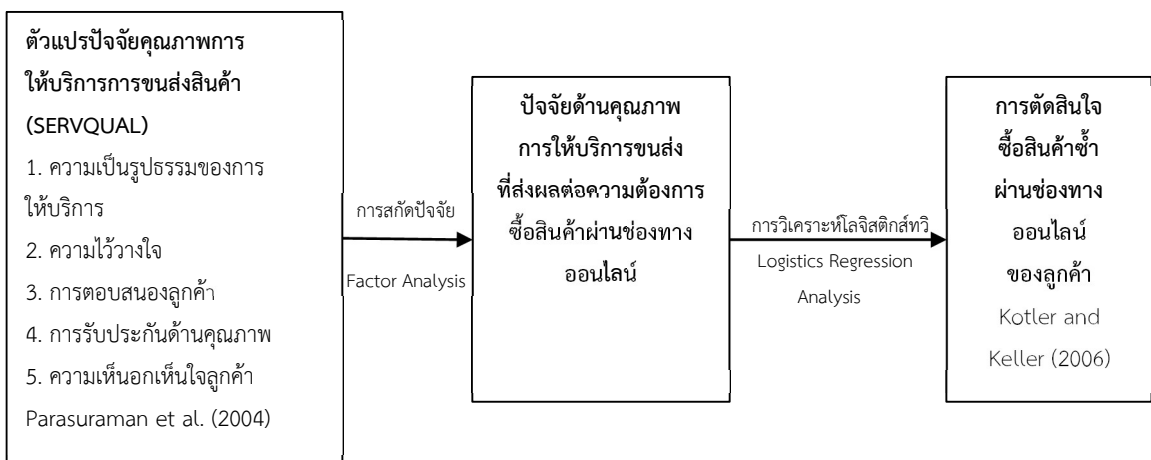 ตัวแปรปัจจัยคุณภาพการ
ให้บริการการขนส่งสินค้า
(SERVQUAL)
1. ความเป็นรูปธรรมของการ
ให้บริการ
2. ความไว้วางใจ
3. การตอบสนองลูกค้า
4. การรับประกันด้านคุณภาพ
5. ความเห็นอกเห็นใจลูกค้า
Parasuraman et al. (2004)
การสกัดปัจจัย
Factor Analysis
ปัจจัยด้านคุณภาพ
การให้บริการขนส่ง
ที่ส่งผลต่อความต้องการ
ซื้อสินค้าผ่านช่องทาง
ออนไลน์
การวิเคราะห์โลจิสติกส์ทวิ
Logistics Regression
Analysis
การตัดสินใจ
ซื้อสินค้าซ้ำ
ผ่านช่องทาง
ออนไลน์
ของลูกค้า
Kotler and
Keller (2006)